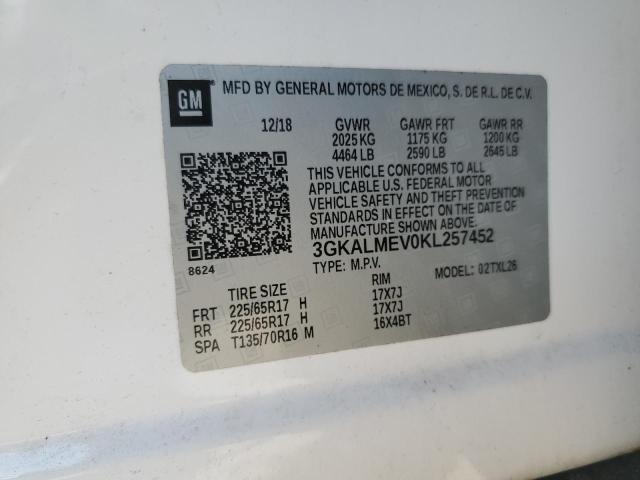 GM
MFD BY GENERAL MOTORS DE MEXICO, S. DE R.L. DE C.V.
12/18 GVWR GAWR FRT GAWR RR
2025 KG 1175 KG 1200 KG
4464 LB 2590 LB 2645 LB
THIS VEHICLE CONFORMS TO ALL
APPLICABLE U.S. FEDERAL MOTOR
VEHICLE SAFETY AND THEFT PREVENTION
STANDARDS IN EFFECT ON THE DATE OF
MANUFACTURE SHOWN ABOVE.
3GKALMEV0KL257452
8624
TYPE: M.P.V. MODEL: 02TXL26
TIRE SIZE RIM
FRT 225/65R17 H 17X7J
RR 225/65R17 H 17X7J
SPA T135/70R16 M 16X4BT